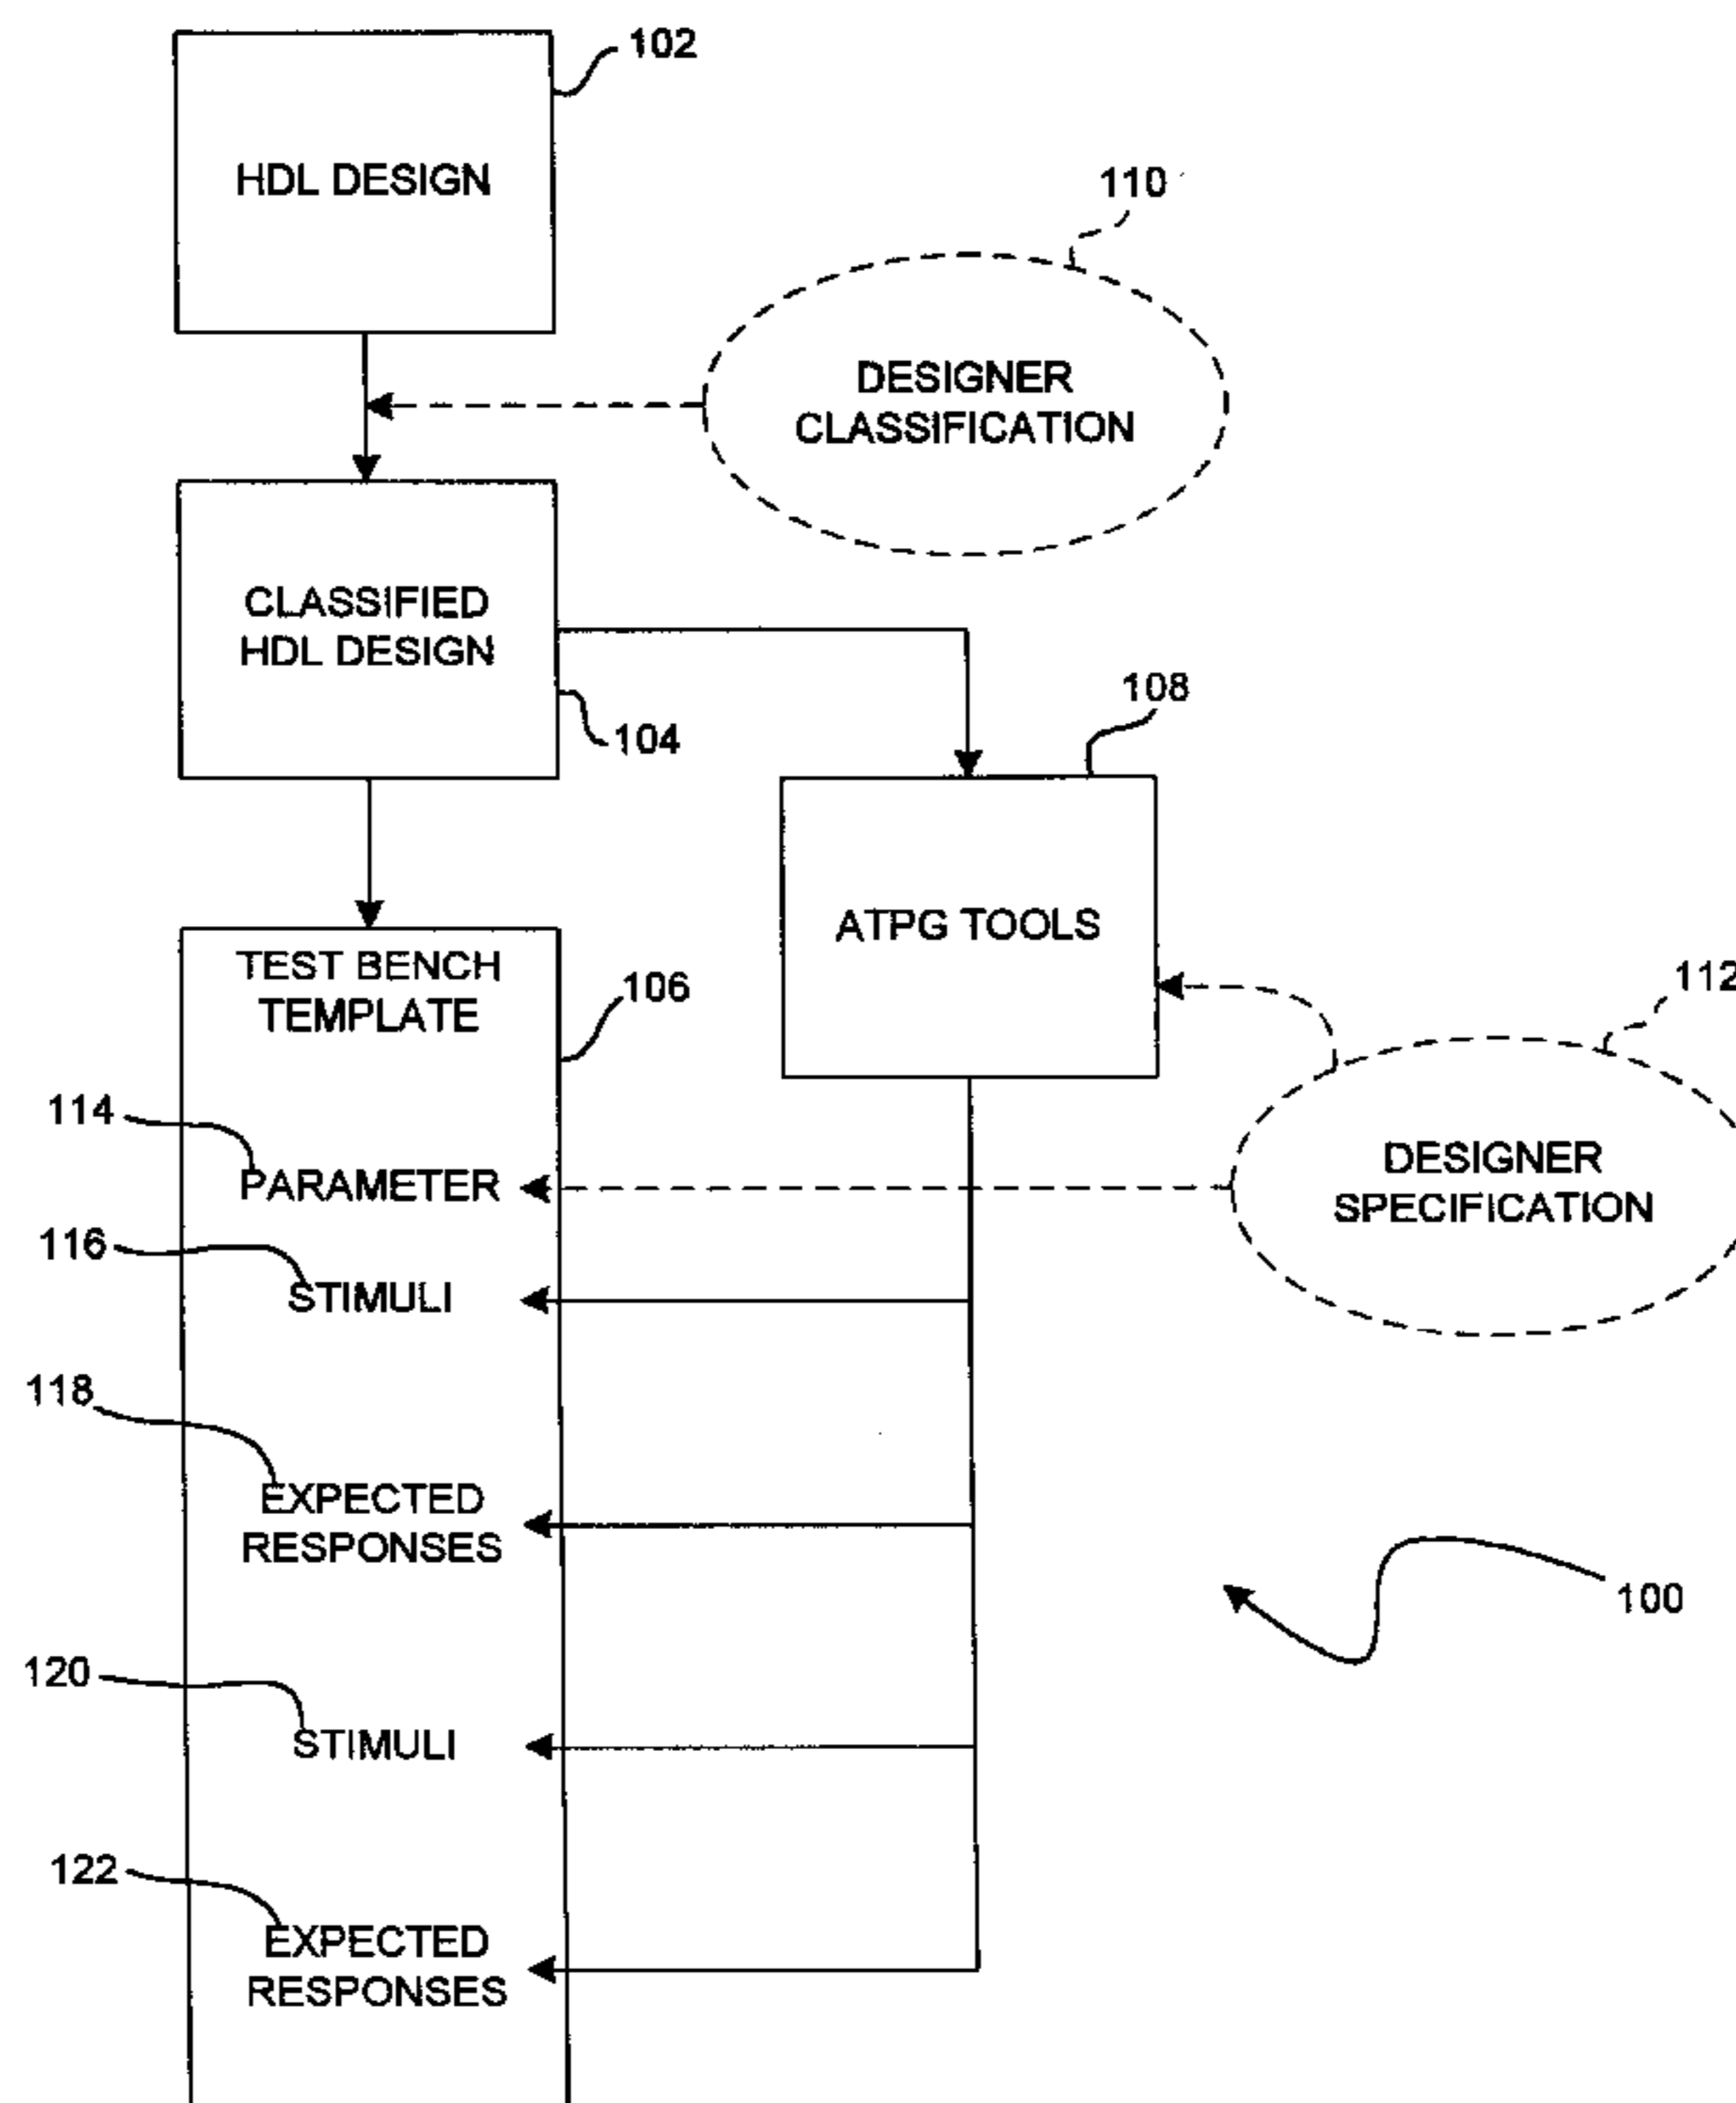 102
HDL DESIGN
110
DESIGNER
CLASSIFICATION
CLASSIFIED
HDL DESIGN
104
108
ATPG TOOLS
TEST BENCH
TEMPLATE
106
112
114
PARAMETER
DESIGNER
SPECIFICATION
116
STIMULI
118
EXPECTED
RESPONSES
100
120
STIMULI
122
EXPECTED
RESPONSES